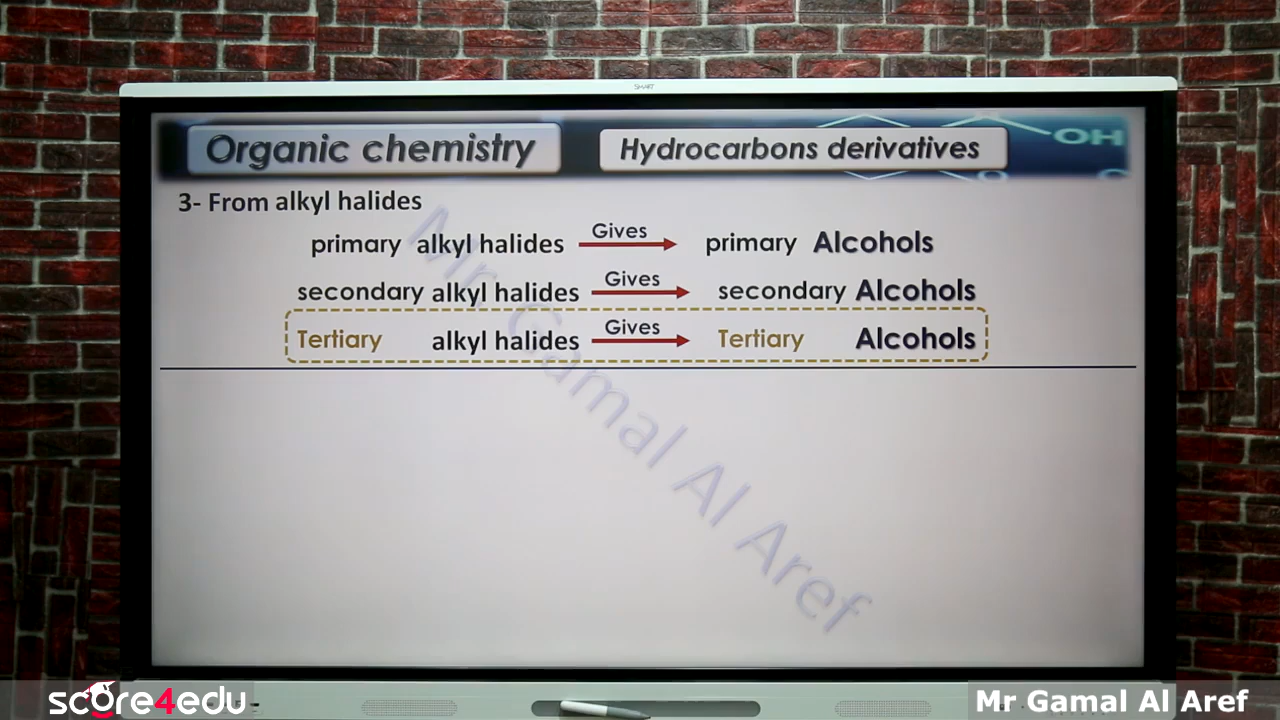 SMART
Organic chemistry
Hydrocarbons derivatives
OH
O
3- From alkyl halides
primary alkyl halides Gives primary Alcohols
secondary alkyl halides Gives secondary Alcohols
Tertiary alkyl halides Gives Tertiary Alcohols
Mr. Gamal Al Aref
score4edu
Mr Gamal Al Aref